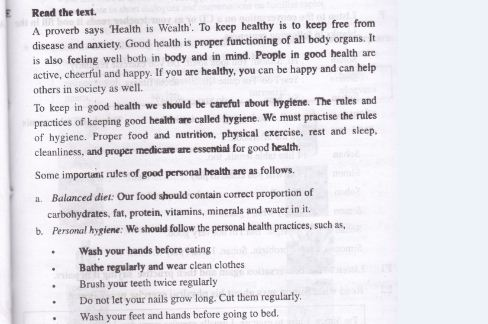 E Read the text.
A proverb says 'Health is Wealth'. To keep healthy is to keep free from
disease and anxiety. Good health is proper functioning of all body organs. It
is also feeling well both in body and in mind. People in good health are
active, cheerful and happy. If you are healthy, you can be happy and can help
others in society as well.
To keep in good health we should be careful about hygiene. The rules and
practices of keeping good health are called hygiene. We must practise the rules
of hygiene. Proper food and nutrition, physical exercise, rest and sleep,
cleanliness, and proper medicare are essential for good health.
Some important rules of good personal health are as follows.
a. Balanced diet: Our food should contain correct proportion of
carbohydrates, fat, protein, vitamins, minerals and water in it.
b. Personal hygiene: We should follow the personal health practices, such as,
• Wash your hands before eating
• Bathe regularly and wear clean clothes
• Brush your teeth twice regularly
• Do not let your nails grow long. Cut them regularly.
• Wash your feet and hands before going to bed.